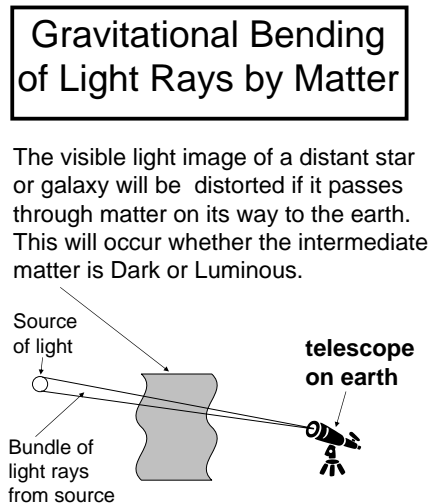 Gravitational Bending
of Light Rays by Matter
The visible light image of a distant star
or galaxy will be  distorted if it passes
through matter on its way to the earth.
This will occur whether the intermediate
matter is Dark or Luminous.
Source
of light
telescope
on earth
Bundle of
light rays
from source